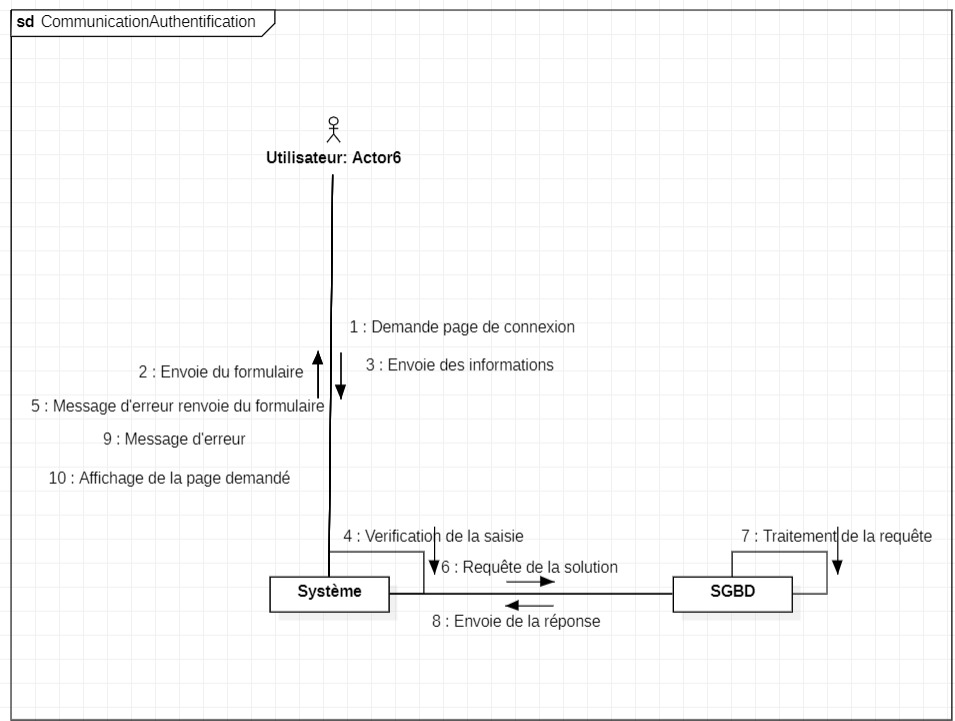 sd CommunicationAuthentification
Utilisateur: Actor6
1 : Demande page de connexion
3 : Envoie des informations
2 : Envoie du formulaire
5 : Message d'erreur renvoie du formulaire
9 : Message d'erreur
10 : Affichage de la page demandé
4 : Verification de la saisie
7 : Traitement de la requête
6 : Requête de la solution
Système
SGBD
8 : Envoie de la réponse